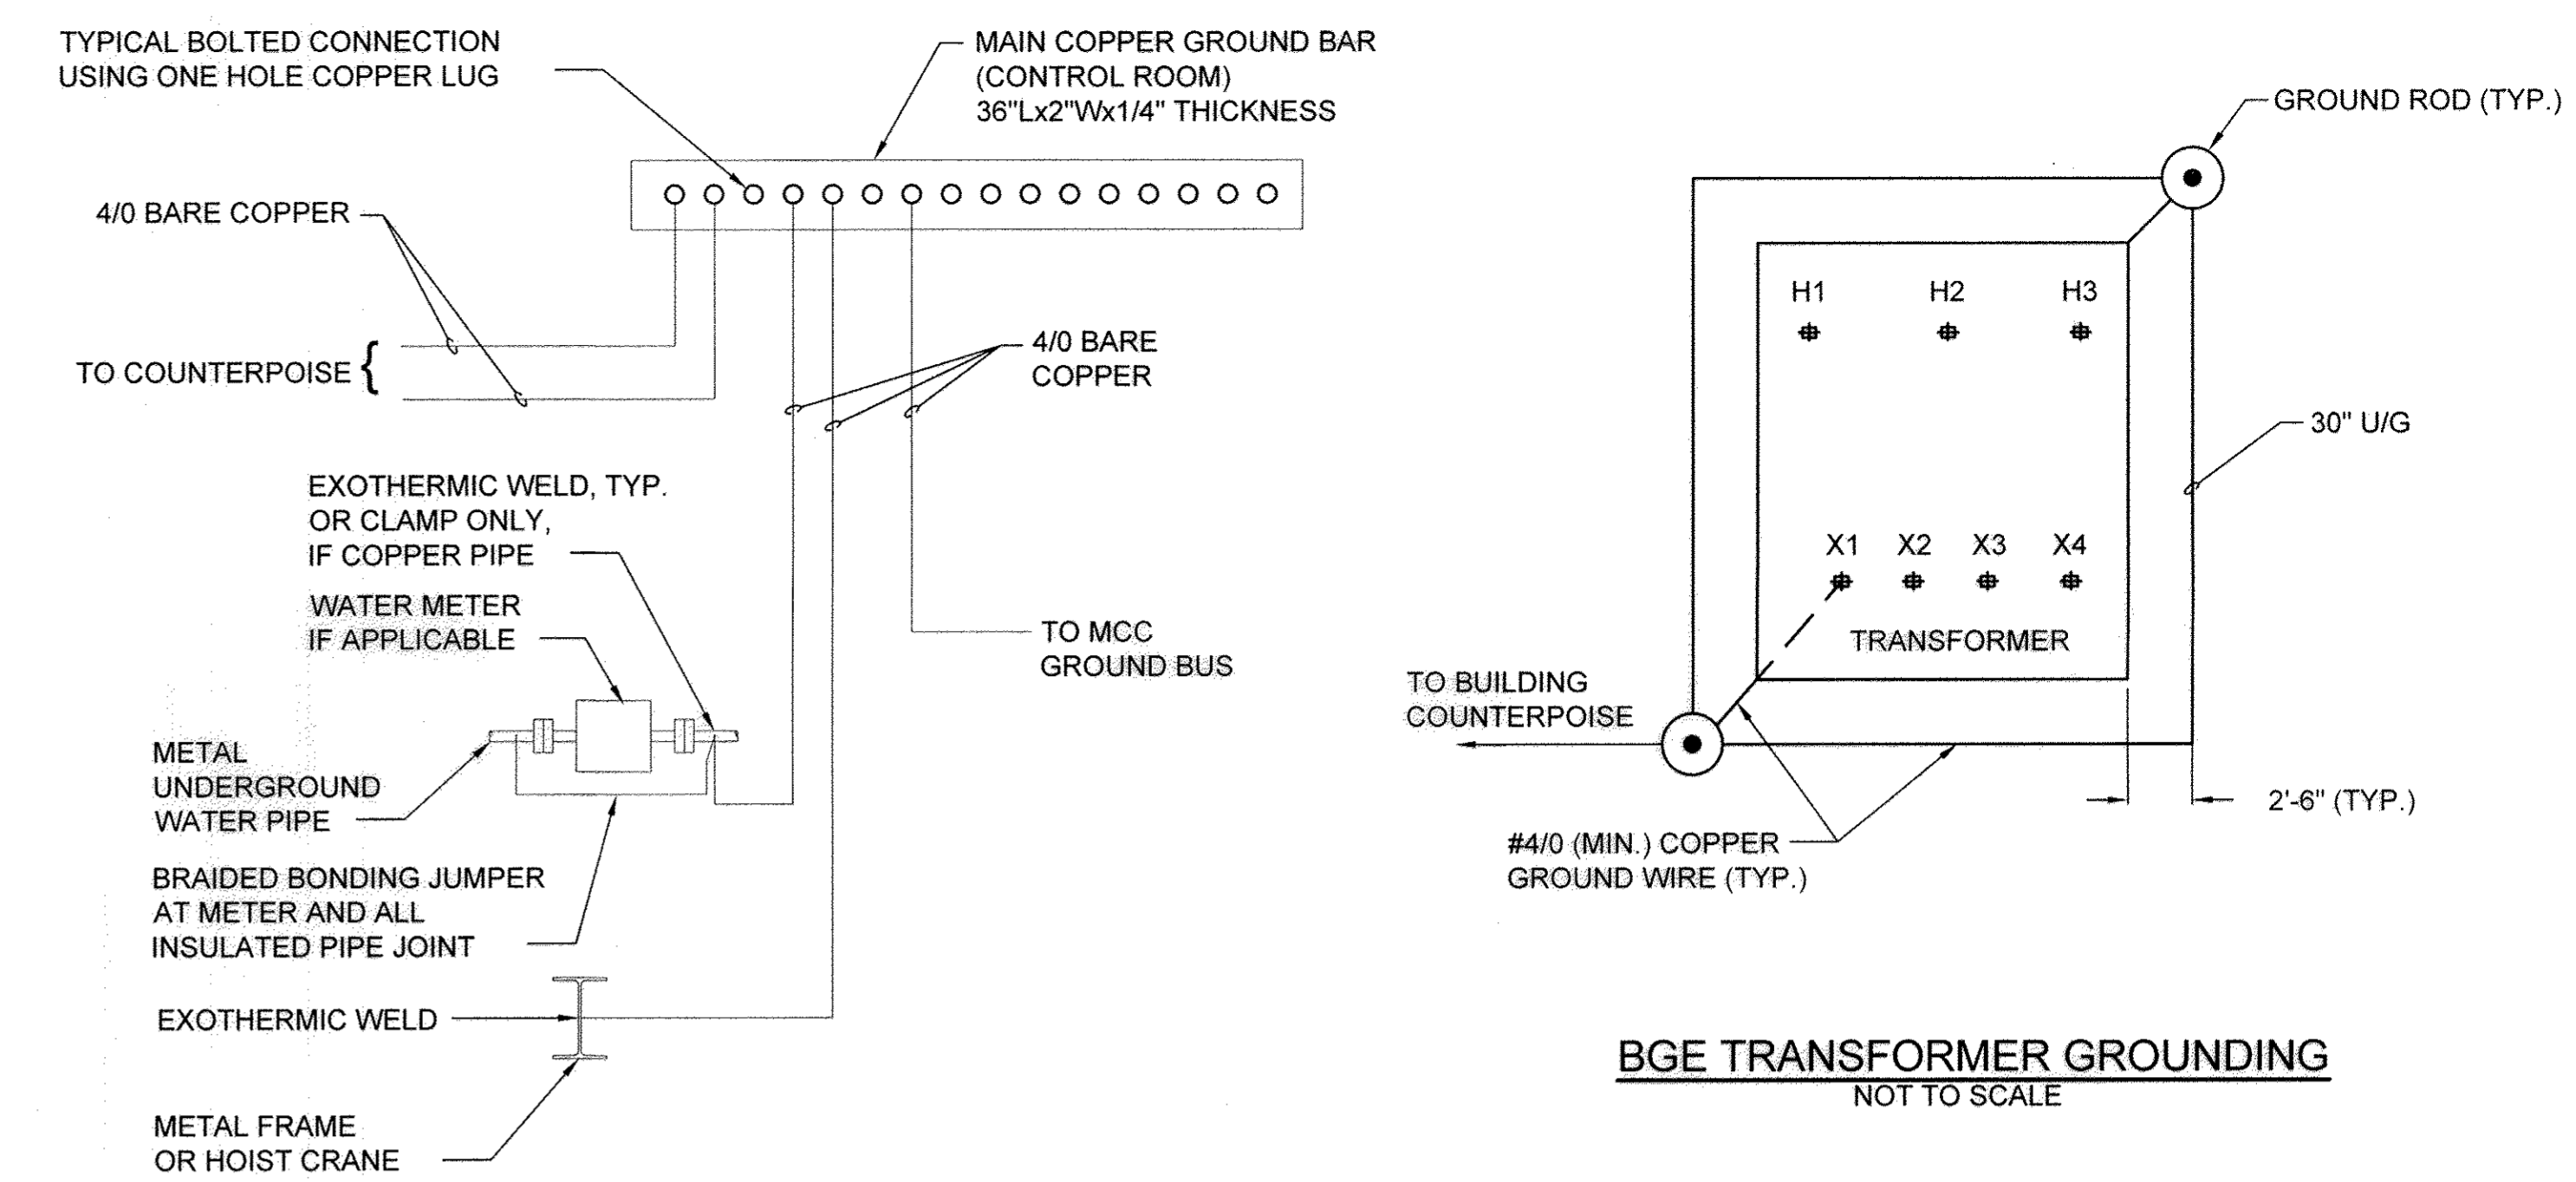 TYPICAL BOLTED CONNECTION
USING ONE HOLE COPPER LUG
MAIN COPPER GROUND BAR
(CONTROL ROOM)
36"Lx2"Wx1/4" THICKNESS
4/0 BARE COPPER
TO COUNTERPOISE {
4/0 BARE
COPPER
EXOTHERMIC WELD, TYP.
OR CLAMP ONLY,
IF COPPER PIPE
WATER METER
IF APPLICABLE
TO MCC
GROUND BUS
METAL
UNDERGROUND
WATER PIPE
BRAIDED BONDING JUMPER
AT METER AND ALL
INSULATED PIPE JOINT
EXOTHERMIC WELD
METAL FRAME
OR HOIST CRANE
GROUND ROD (TYP.)
H1 H2 H3
30" U/G
X1 X2 X3 X4
TRANSFORMER
TO BUILDING
COUNTERPOISE
2'-6" (TYP.)
#4/0 (MIN.) COPPER
GROUND WIRE (TYP.)
BGE TRANSFORMER GROUNDING
NOT TO SCALE